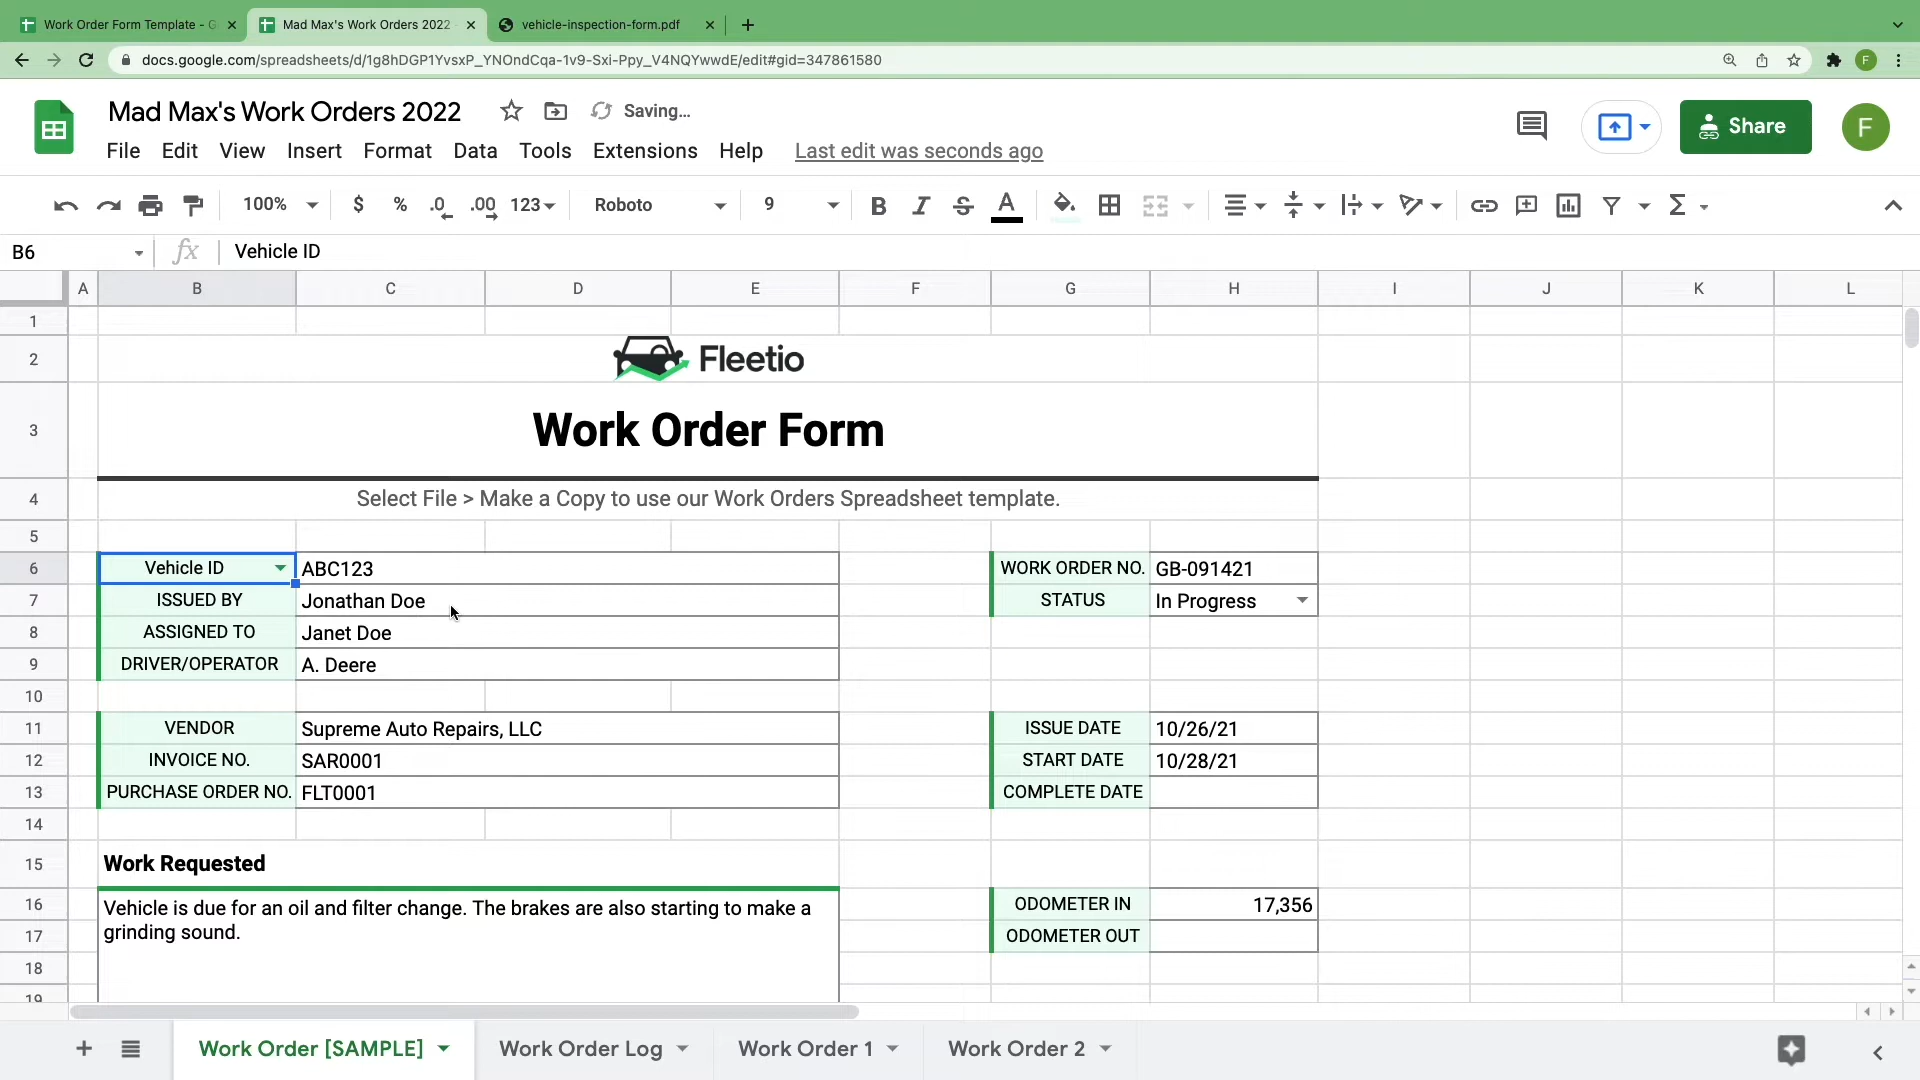 Work Order Form Template - G
Mad Max's Work Orders 2022 -
vehicle-inspection-form.pdf
docs.google.com/spreadsheets/d/1g8hDGP1YvsxP_YNOndCqa-1v9-Sxi-Ppy_V4NQYwwdE/edit#gid=347861580
F
Mad Max's Work Orders 2022
Saving...
File Edit View Insert Format Data Tools Extensions Help
Last edit was seconds ago
Share
F
100% $ % .0 .00 123 Roboto 9 B I S A Σ
B6 fx Vehicle ID
A B C D E F G H I J K L
1
2 Fleetio
3 Work Order Form
4 Select File > Make a Copy to use our Work Orders Spreadsheet template.
5
6 Vehicle ID ABC123 WORK ORDER NO. GB-091421
7 ISSUED BY Jonathan Doe STATUS In Progress
8 ASSIGNED TO Janet Doe
9 DRIVER/OPERATOR A. Deere
10
11 VENDOR Supreme Auto Repairs, LLC ISSUE DATE 10/26/21
12 INVOICE NO. SAR0001 START DATE 10/28/21
13 PURCHASE ORDER NO. FLT0001 COMPLETE DATE
14
15 Work Requested
16 Vehicle is due for an oil and filter change. The brakes are also starting to make a ODOMETER IN 17,356
17 grinding sound. ODOMETER OUT
18
19
Work Order [SAMPLE] Work Order Log Work Order 1 Work Order 2